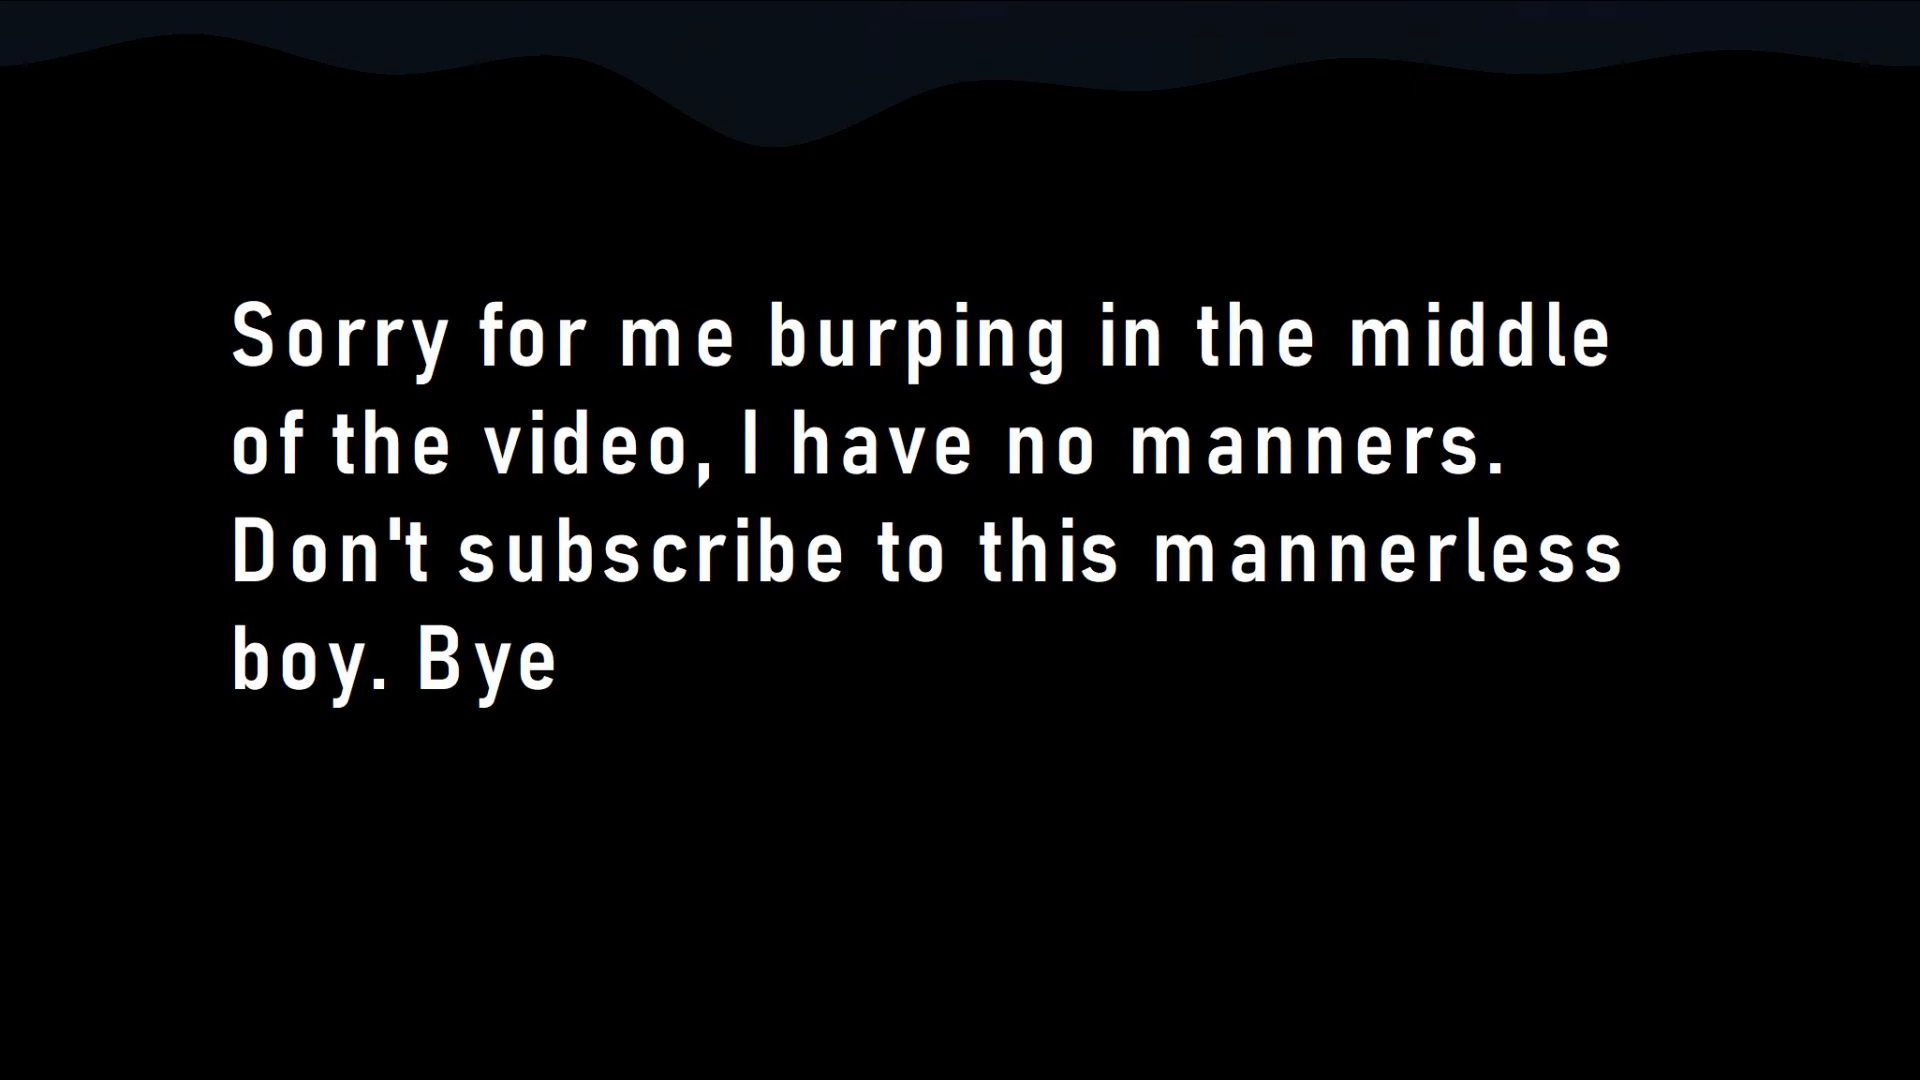 Sorry for me burping in the middle
of the video, I have no manners.
Don't subscribe to this mannerless
boy. Bye